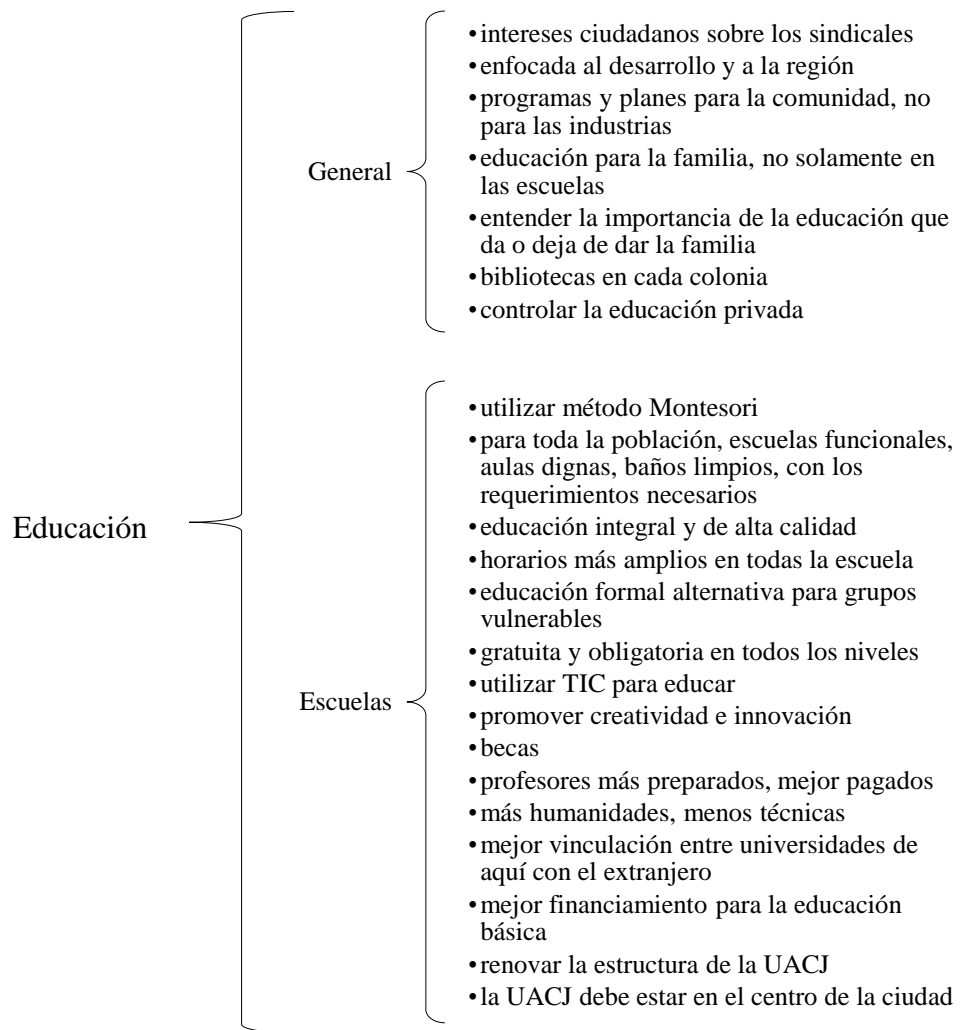 Educación
General
•intereses ciudadanos sobre los sindicales
•enfocada al desarrollo y a la región
•programas y planes para la comunidad, no
para las industrias
•educación para la familia, no solamente en
las escuelas
•entender la importancia de la educación que
da o deja de dar la familia
•bibliotecas en cada colonia
•controlar la educación privada
Escuelas
•utilizar método Montesori
•para toda la población, escuelas funcionales,
aulas dignas, baños limpios, con los
requerimientos necesarios
•educación integral y de alta calidad
•horarios más amplios en todas la escuela
•educación formal alternativa para grupos
vulnerables
•gratuita y obligatoria en todos los niveles
•utilizar TIC para educar
•promover creatividad e innovación
•becas
•profesores más preparados, mejor pagados
•más humanidades, menos técnicas
•mejor vinculación entre universidades de
aquí con el extranjero
•mejor financiamiento para la educación
básica
•renovar la estructura de la UACJ
•la UACJ debe estar en el centro de la ciudad